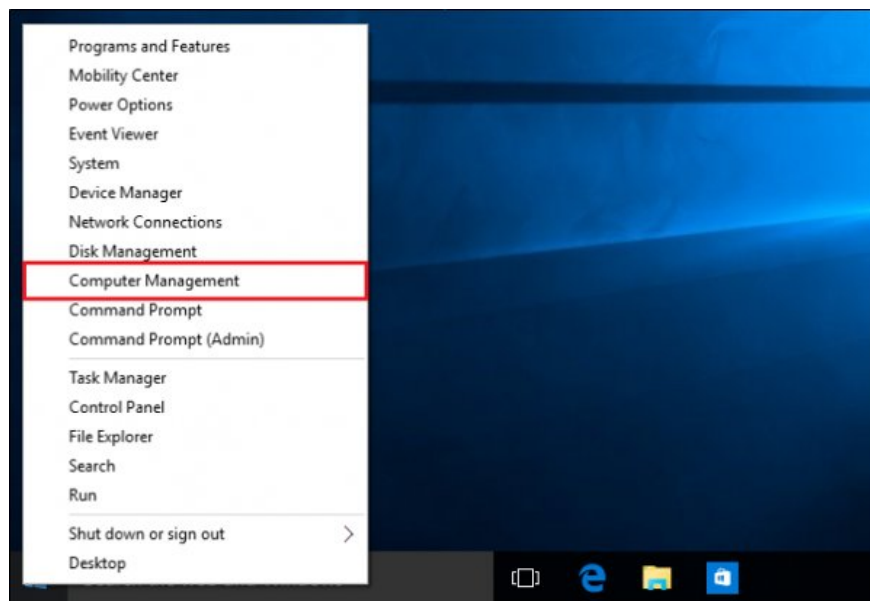 Programs and Features
Mobility Center
Power Options
Event Viewer
System
Device Manager
Network Connections
Disk Management
Computer Management
Command Prompt
Command Prompt (Admin)
Task Manager
Control Panel
File Explorer
Search
Run
Shut down or sign out
Desktop